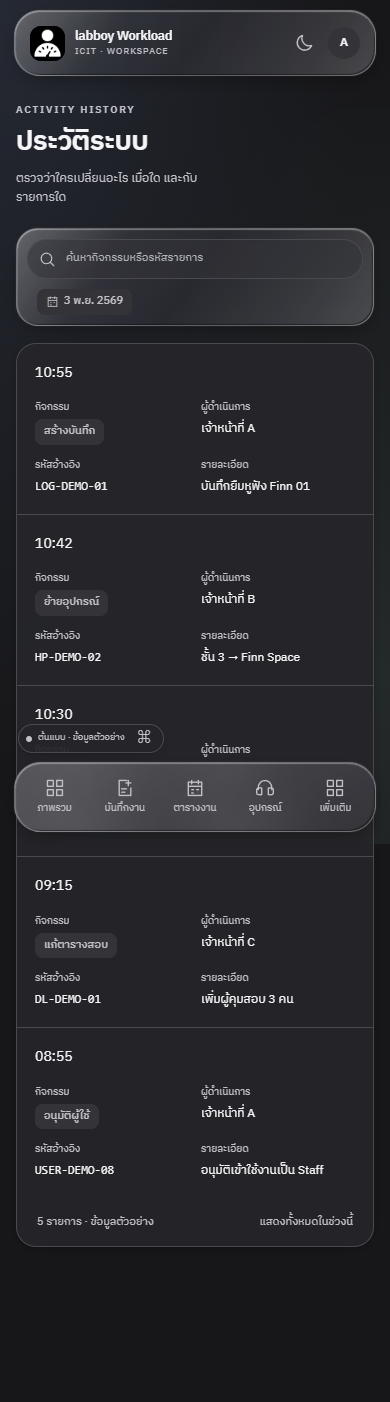 labboy Workload
ICIT · WORKSPACE
A
ACTIVITY HISTORY
ประวัติระบบ
ตรวจว่าใครเปลี่ยนอะไร เมื่อใด และกับ
รายการใด
ค้นหากิจกรรมหรือรหัสรายการ
3 พ.ย. 2569
10:55
กิจกรรม ผู้ดำเนินการ
สร้างบันทึก เจ้าหน้าที่ A
รหัสอ้างอิง รายละเอียด
LOG-DEMO-01 บันทึกยืมหูฟัง Finn 01
10:42
กิจกรรม ผู้ดำเนินการ
ย้ายอุปกรณ์ เจ้าหน้าที่ B
รหัสอ้างอิง รายละเอียด
HP-DEMO-02 ชั้น 3 → Finn Space
10:30
ต้นแบบ · ข้อมูลตัวอย่าง
กิจกรรม ผู้ดำเนินการ
ภาพรวม บันทึกงาน ตารางงาน อุปกรณ์ เพิ่มเติม
09:15
กิจกรรม ผู้ดำเนินการ
แก้ตารางสอบ เจ้าหน้าที่ C
รหัสอ้างอิง รายละเอียด
DL-DEMO-01 เพิ่มผู้คุมสอบ 3 คน
08:55
กิจกรรม ผู้ดำเนินการ
อนุมัติผู้ใช้ เจ้าหน้าที่ A
รหัสอ้างอิง รายละเอียด
USER-DEMO-08 อนุมัติเข้าใช้งานเป็น Staff
5 รายการ · ข้อมูลตัวอย่าง แสดงทั้งหมดในช่วงนี้